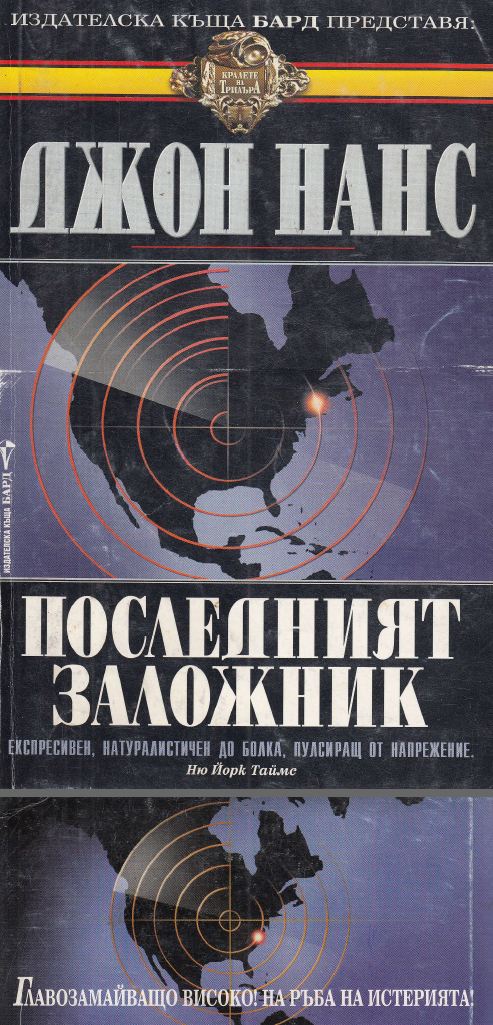 ИЗДАТЕЛСКА КЪЩА БАРД ПРЕДСТАВЯ:
КРАЛЕТЕ
НА
ТРИЛЪРА
ДЖОН НАНС
ИЗДАТЕЛСКА КЪЩА БАРД
ПОСЛЕДНИЯТ
ЗАЛОЖНИК
ЕКСПРЕСИВЕН, НАТУРАЛИСТИЧЕН ДО БОЛКА, ПУЛСИРАЩ ОТ НАПРЕЖЕНИЕ.
Ню Йорк Таймс
ГЛАВОЗАМАЙВАЩО ВИСОКО! НА РЪБА НА ИСТЕРИЯТА!